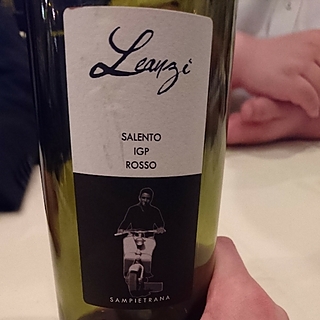 Leanzi
SALENTO
IGP
ROSSO
SAMPIETRANA